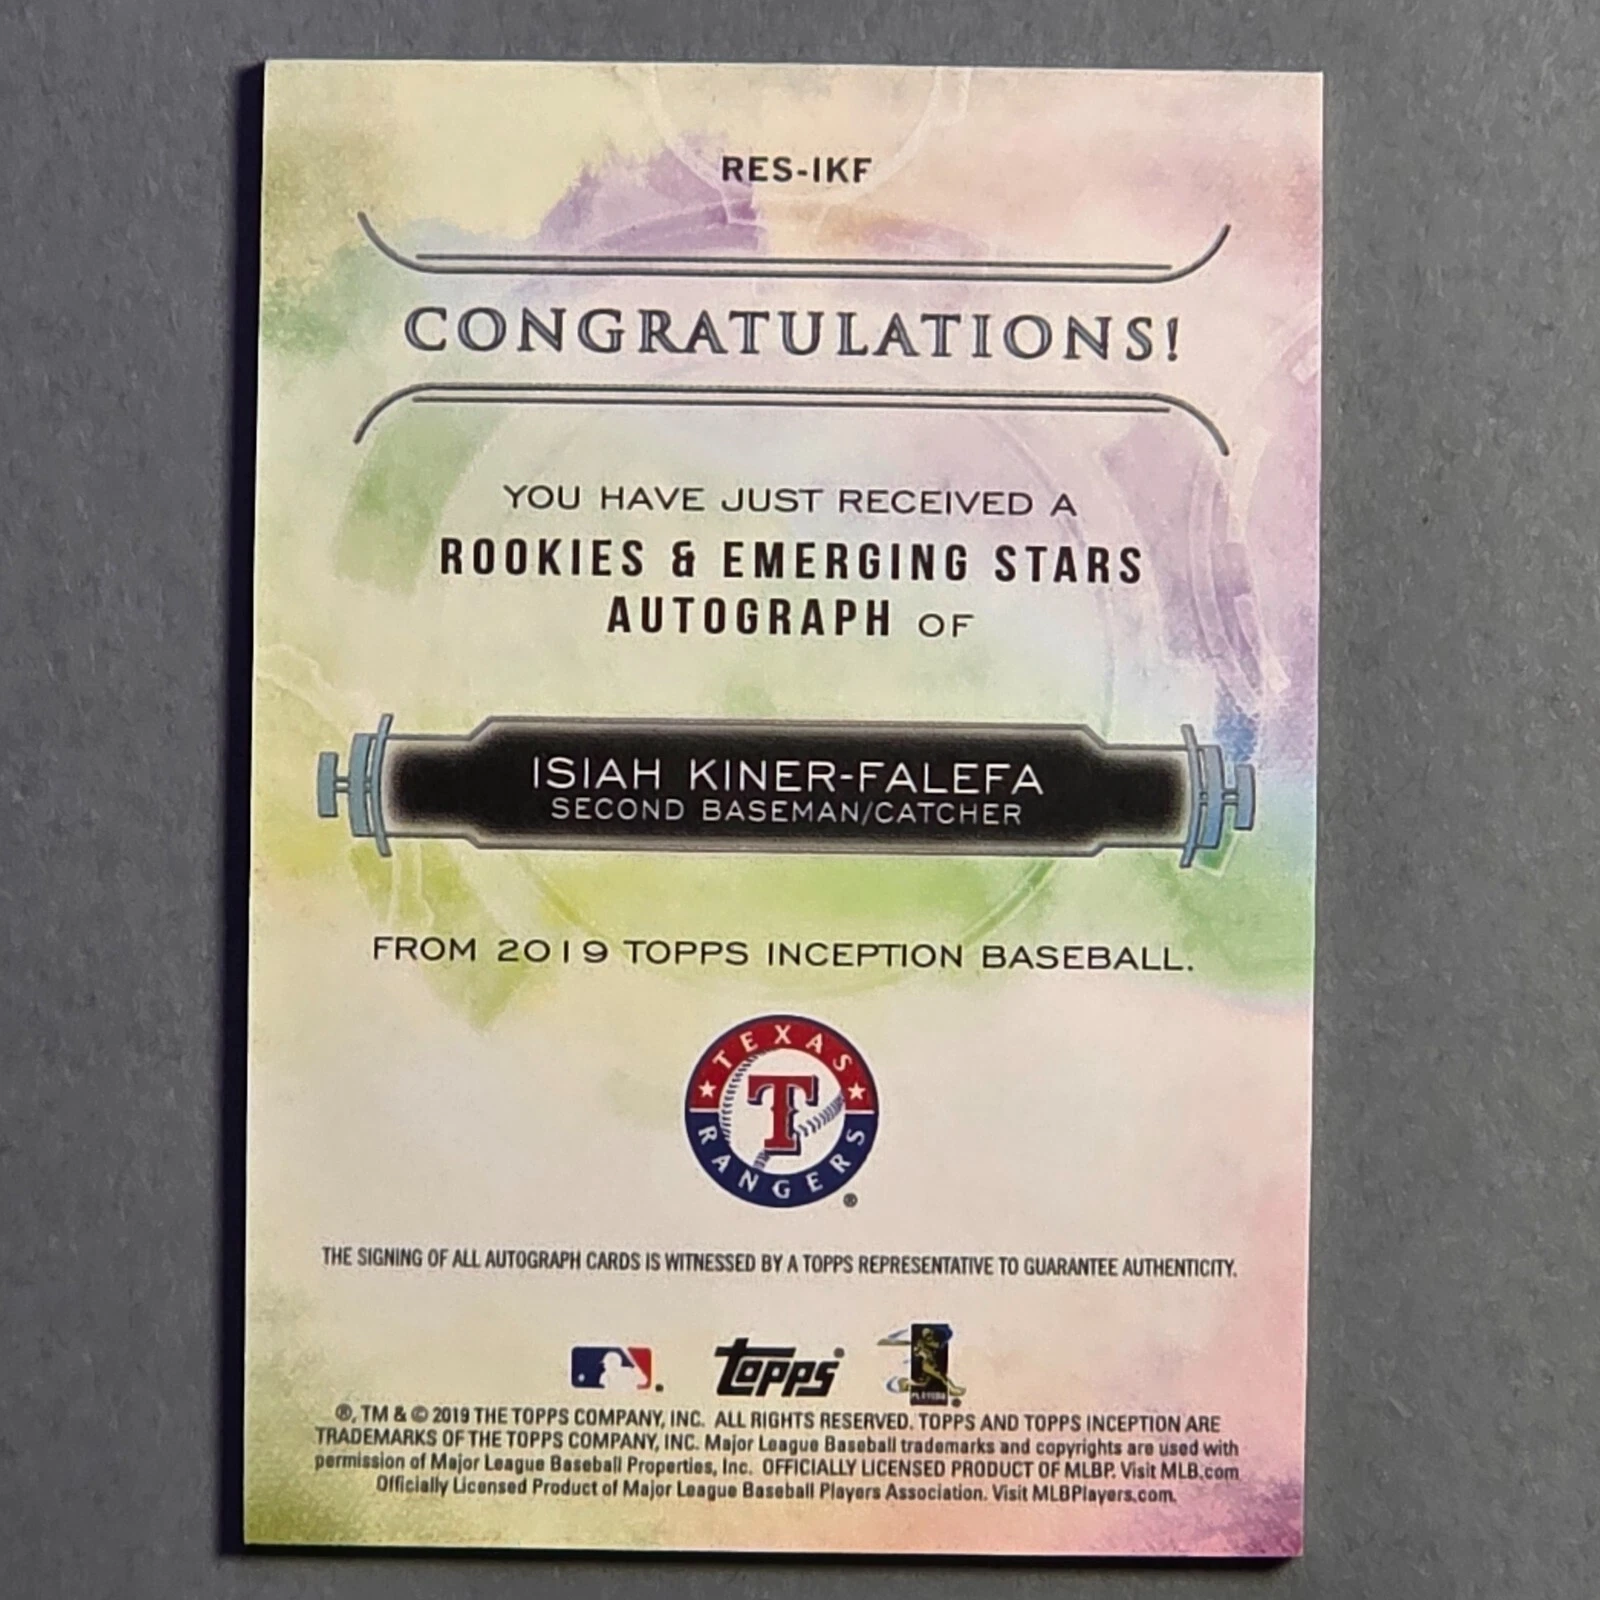 RES-IKF
CONGRATULATIONS!
YOU HAVE JUST RECEIVED A
ROOKIES & EMERGING STARS
AUTOGRAPH OF
ISIAH KINER-FALEFA
SECOND BASEMAN/CATCHER
FROM 2019 TOPPS INCEPTION BASEBALL.
TEXAS
T
RANGERS
®
THE SIGNING OF ALL AUTOGRAPH CARDS IS WITNESSED BY A TOPPS REPRESENTATIVE TO GUARANTEE AUTHENTICITY.
topps
PLAYERS
®, TM & © 2019 THE TOPPS COMPANY, INC. ALL RIGHTS RESERVED. TOPPS AND TOPPS INCEPTION ARE
TRADEMARKS OF THE TOPPS COMPANY, INC. Major League Baseball trademarks and copyrights are used with
permission of Major League Baseball Properties, Inc. OFFICIALLY LICENSED PRODUCT OF MLBP. Visit MLB.com
Officially Licensed Product of Major League Baseball Players Association. Visit MLBPlayers.com.